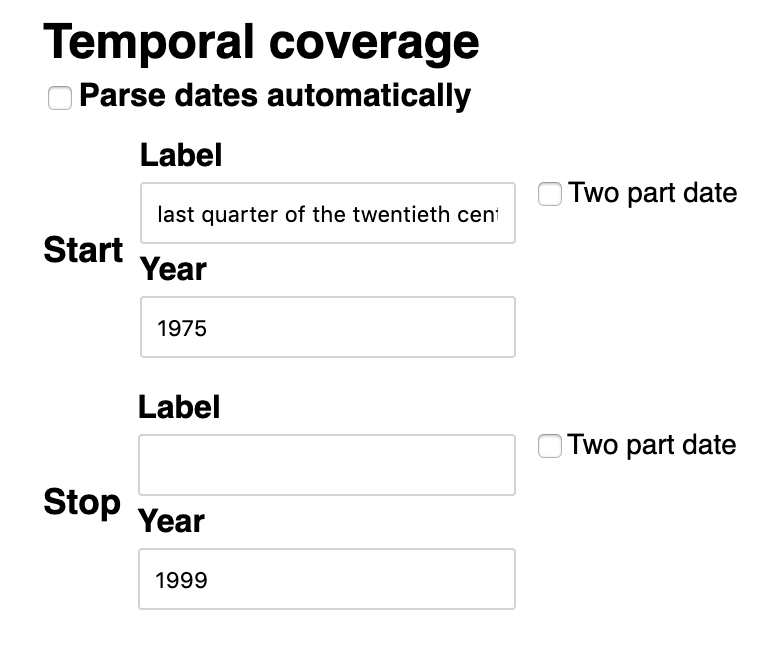 Temporal coverage
Parse dates automatically
Label
last quarter of the twentieth cen
Two part date
Start
Year
1975
Label
Two part date
Stop
Year
1999